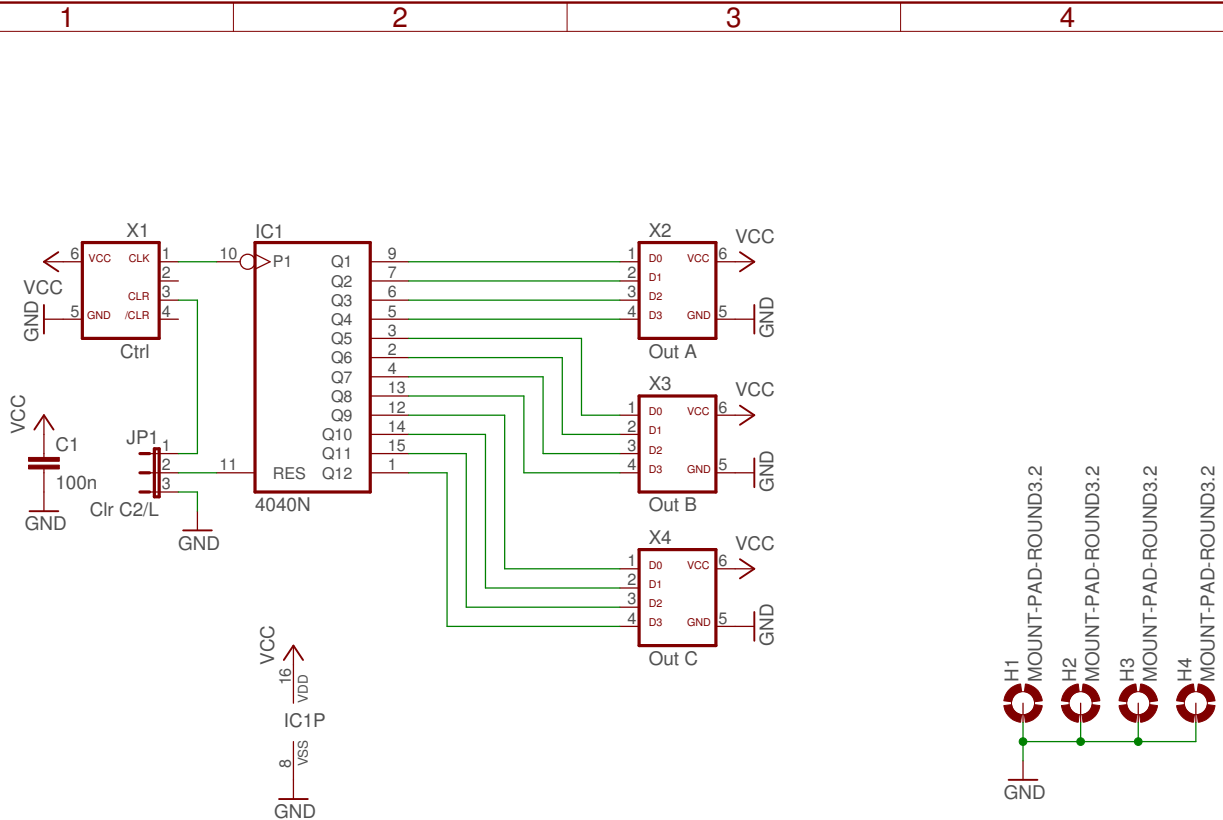 1 2 3 4
X1
6 VCC CLK 1
2
VCC
CLR 3
GND 5 GND /CLR 4
Ctrl
IC1
10 P1 Q1 9
Q2 7
Q3 6
Q4 5
Q5 3
Q6 2
Q7 4
Q8 13
Q9 12
Q10 14
Q11 15
11 RES Q12 1
4040N
X2
VCC
1 D0 VCC 6
2 D1
3 D2
4 D3 GND 5 GND
Out A
X3
VCC
1 D0 VCC 6
2 D1
3 D2
4 D3 GND 5 GND
Out B
X4
VCC
1 D0 VCC 6
2 D1
3 D2
4 D3 GND 5 GND
Out C
VCC
C1
100n
GND
JP1
1
2
3
Clr C2/L
GND
VCC
16 VDD
IC1P
8 VSS
GND
H1 MOUNT-PAD-ROUND3.2
H2 MOUNT-PAD-ROUND3.2
H3 MOUNT-PAD-ROUND3.2
H4 MOUNT-PAD-ROUND3.2
GND